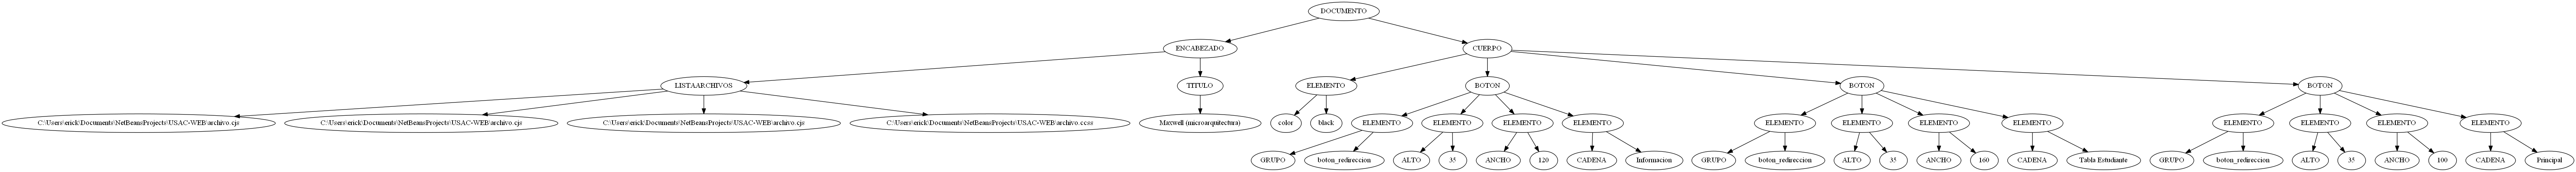 DOCUMENTO
ENCABEZADO
CUERPO
LISTAARCHIVOS
TITULO
ELEMENTO
BOTON
BOTON
BOTON
C:\Users\erick\Documents\NetBeansProjects\USAC-WEB\archivo.cjs
C:\Users\erick\Documents\NetBeansProjects\USAC-WEB\archivo.cjs
C:\Users\erick\Documents\NetBeansProjects\USAC-WEB\archivo.cjs
C:\Users\erick\Documents\NetBeansProjects\USAC-WEB\archivo.ccss
Maxwell (microarquitectura)
color
black
ELEMENTO
ELEMENTO
ELEMENTO
ELEMENTO
ELEMENTO
ELEMENTO
ELEMENTO
ELEMENTO
ELEMENTO
ELEMENTO
ELEMENTO
ELEMENTO
GRUPO
boton_redireccion
ALTO
35
ANCHO
120
CADENA
Informacion
GRUPO
boton_redireccion
ALTO
35
ANCHO
160
CADENA
Tabla Estudiante
GRUPO
boton_redireccion
ALTO
35
ANCHO
100
CADENA
Principal